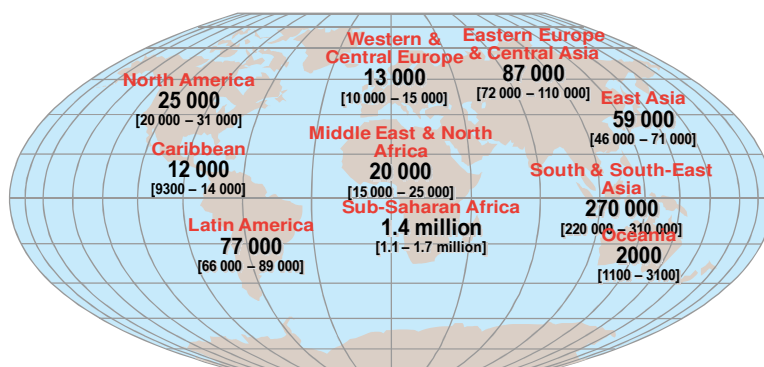 Western &
Central Europe
13 000
[10 000 – 15 000]
Eastern Europe
& Central Asia
87 000
[72 000 – 110 000]
North America
25 000
[20 000 – 31 000]
East Asia
59 000
[46 000 – 71 000]
Caribbean
12 000
[9300 – 14 000]
Middle East & North
Africa
20 000
[15 000 – 25 000]
South & South-East
Asia
270 000
[220 000 – 310 000]
Sub-Saharan Africa
1.4 million
[1.1 – 1.7 million]
Latin America
77 000
[66 000 – 89 000]
Oceania
2000
[1100 – 3100]